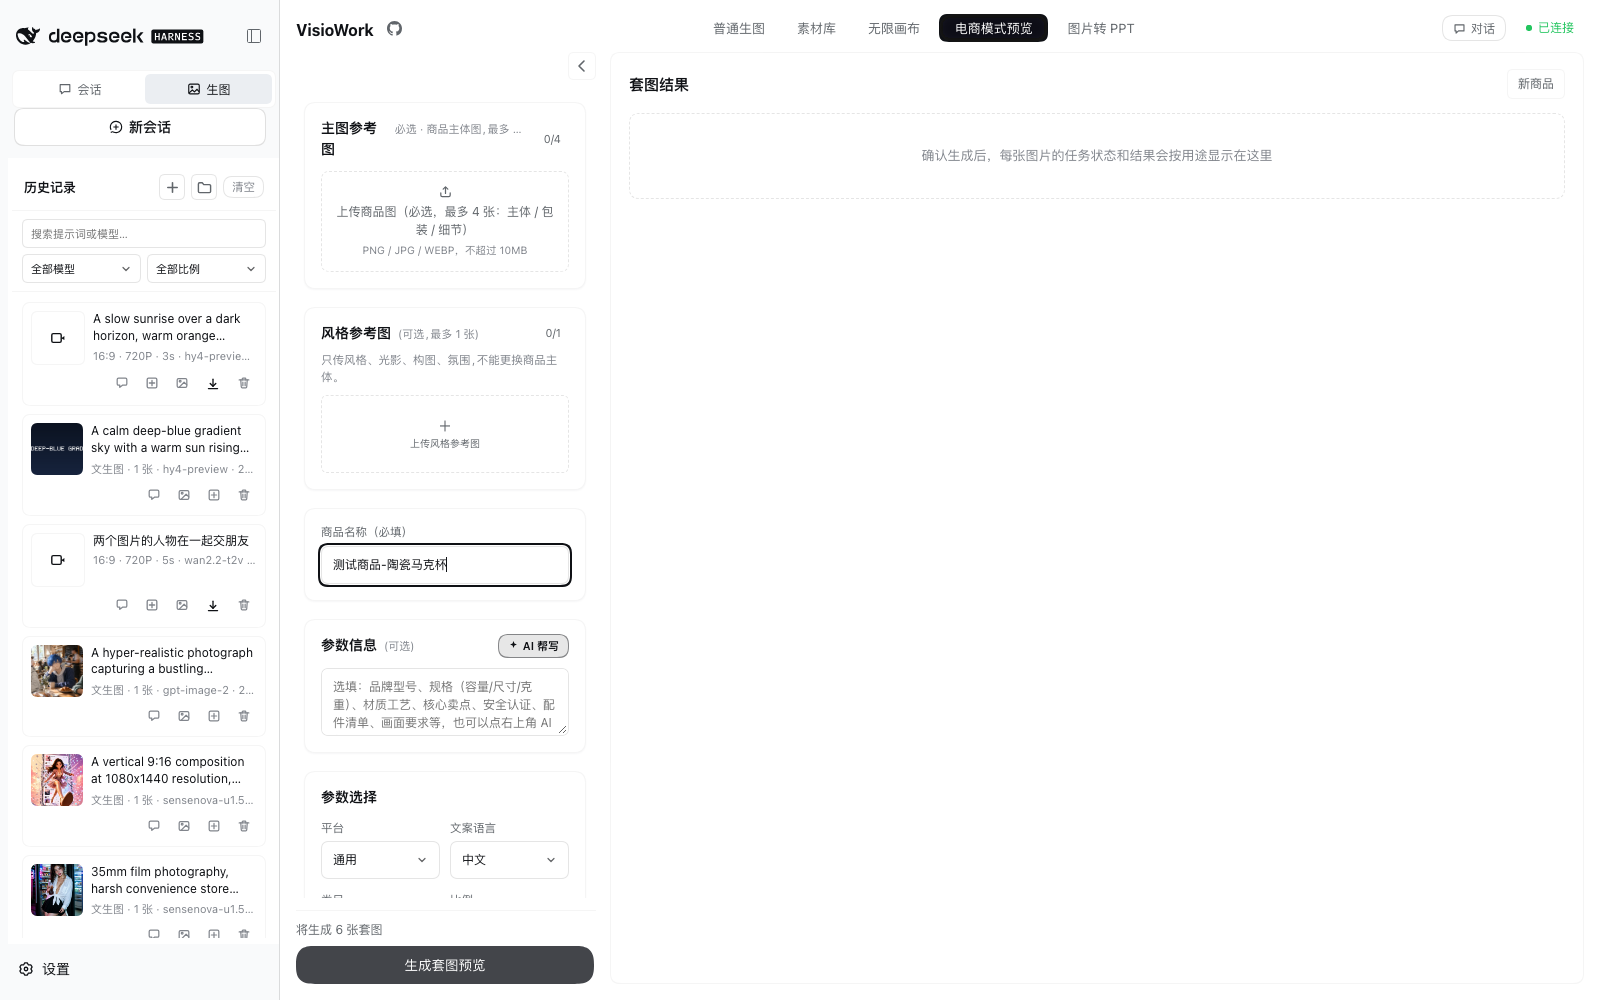 deepseek HARNESS
会话
生图
新会话
历史记录
清空
搜索提示词或模型...
全部模型
全部比例
A slow sunrise over a dark
horizon, warm orange...
16:9 · 720P · 3s · hy4-previe...
A calm deep-blue gradient
sky with a warm sun rising...
文生图 · 1 张 · hy4-preview · 2...
两个图片的人物在一起交朋友
16:9 · 720P · 5s · wan2.2-t2v ...
A hyper-realistic photograph
capturing a bustling...
文生图 · 1 张 · gpt-image-2 · 2...
A vertical 9:16 composition
at 1080x1440 resolution,...
文生图 · 1 张 · sensenova-u1.5...
35mm film photography,
harsh convenience store...
文生图 · 1 张 · sensenova-u1.5...
设置
VisioWork
普通生图
素材库
无限画布
电商模式预览
图片转 PPT
对话
已连接
主图参考图
必选 · 商品主体图,最多 ...
0/4
上传商品图（必选，最多 4 张：主体 / 包
装 / 细节）
PNG / JPG / WEBP，不超过 10MB
风格参考图 (可选,最多 1 张)
0/1
只传风格、光影、构图、氛围,不能更换商品主
体。
上传风格参考图
商品名称（必填）
测试商品-陶瓷马克杯
参数信息 (可选)
AI 帮写
选填：品牌型号、规格（容量/尺寸/克
重）、材质工艺、核心卖点、安全认证、配
件清单、画面要求等，也可以点右上角 AI
参数选择
平台
文案语言
通用
中文
将生成 6 张套图
生成套图预览
套图结果
新商品
确认生成后，每张图片的任务状态和结果会按用途显示在这里